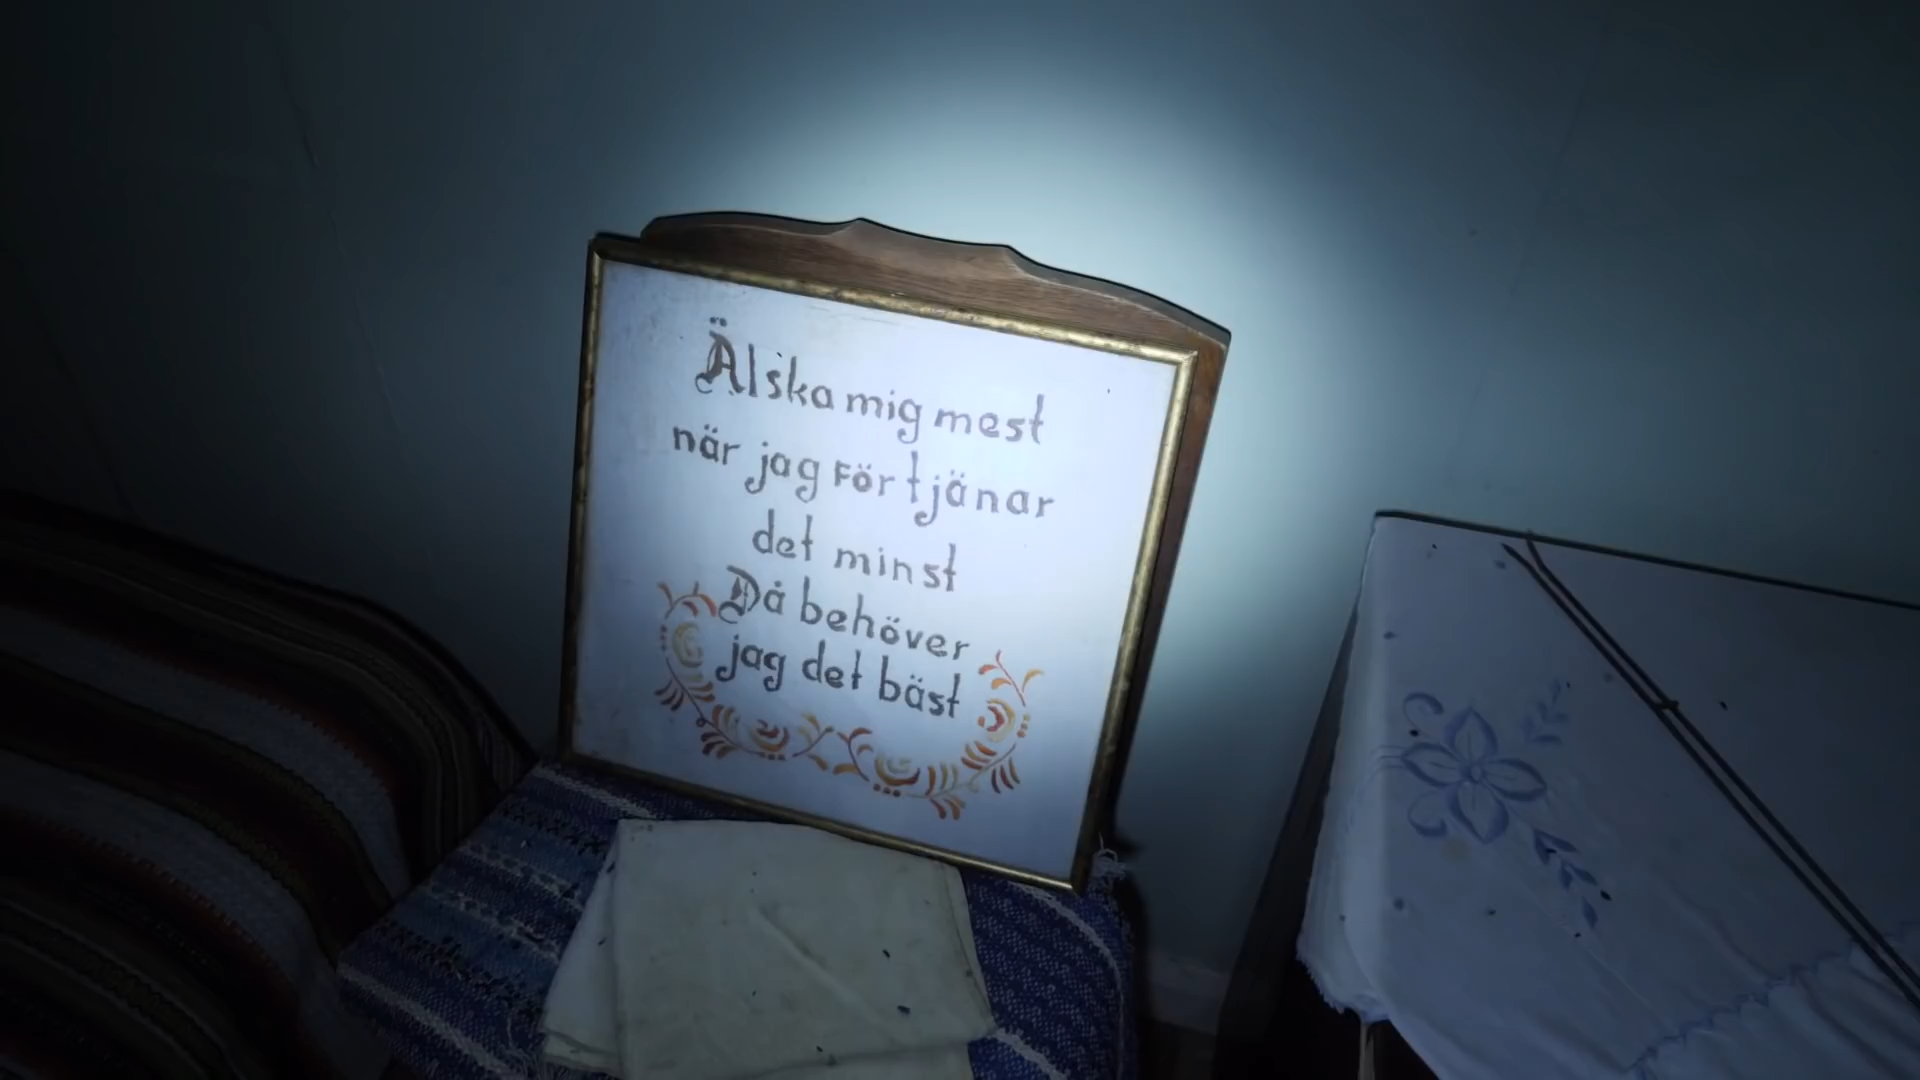 Älska mig mest
när jag förtjänar
det minst
Då behöver
jag det bäst